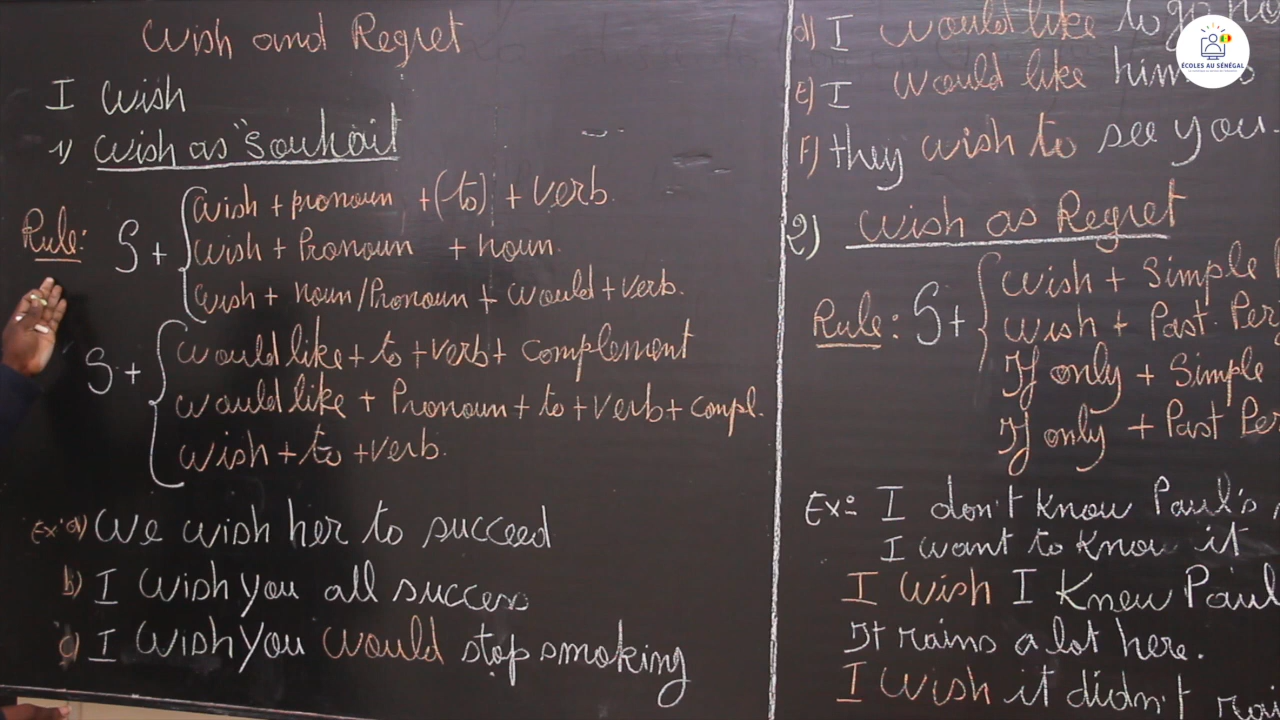 Wish and Regret
I Wish
1) Wish as "Souhait
Rule: S + wish + pronoun + (to) + verb.
wish + Pronoun + noun.
wish + noun/Pronoun + would + verb.
S + would like + to + verb + complement
would like + Pronoun + to + verb + compl.
wish + to + verb.
Ex: a) We wish her to succeed
b) I wish you all success
c) I wish you would stop smoking
d) I would like to go
e) I would like him
F) they wish to see you.
2) Wish as Regret
Rule: S + wish + Simple
wish + Past. Per
If only + Simple
If only + Past Per
Ex: I don't know Paul's
I want to know it
I wish I knew Paul
It rains a lot here.
I wish it didn't rai
ÉCOLES AU SÉNÉGAL